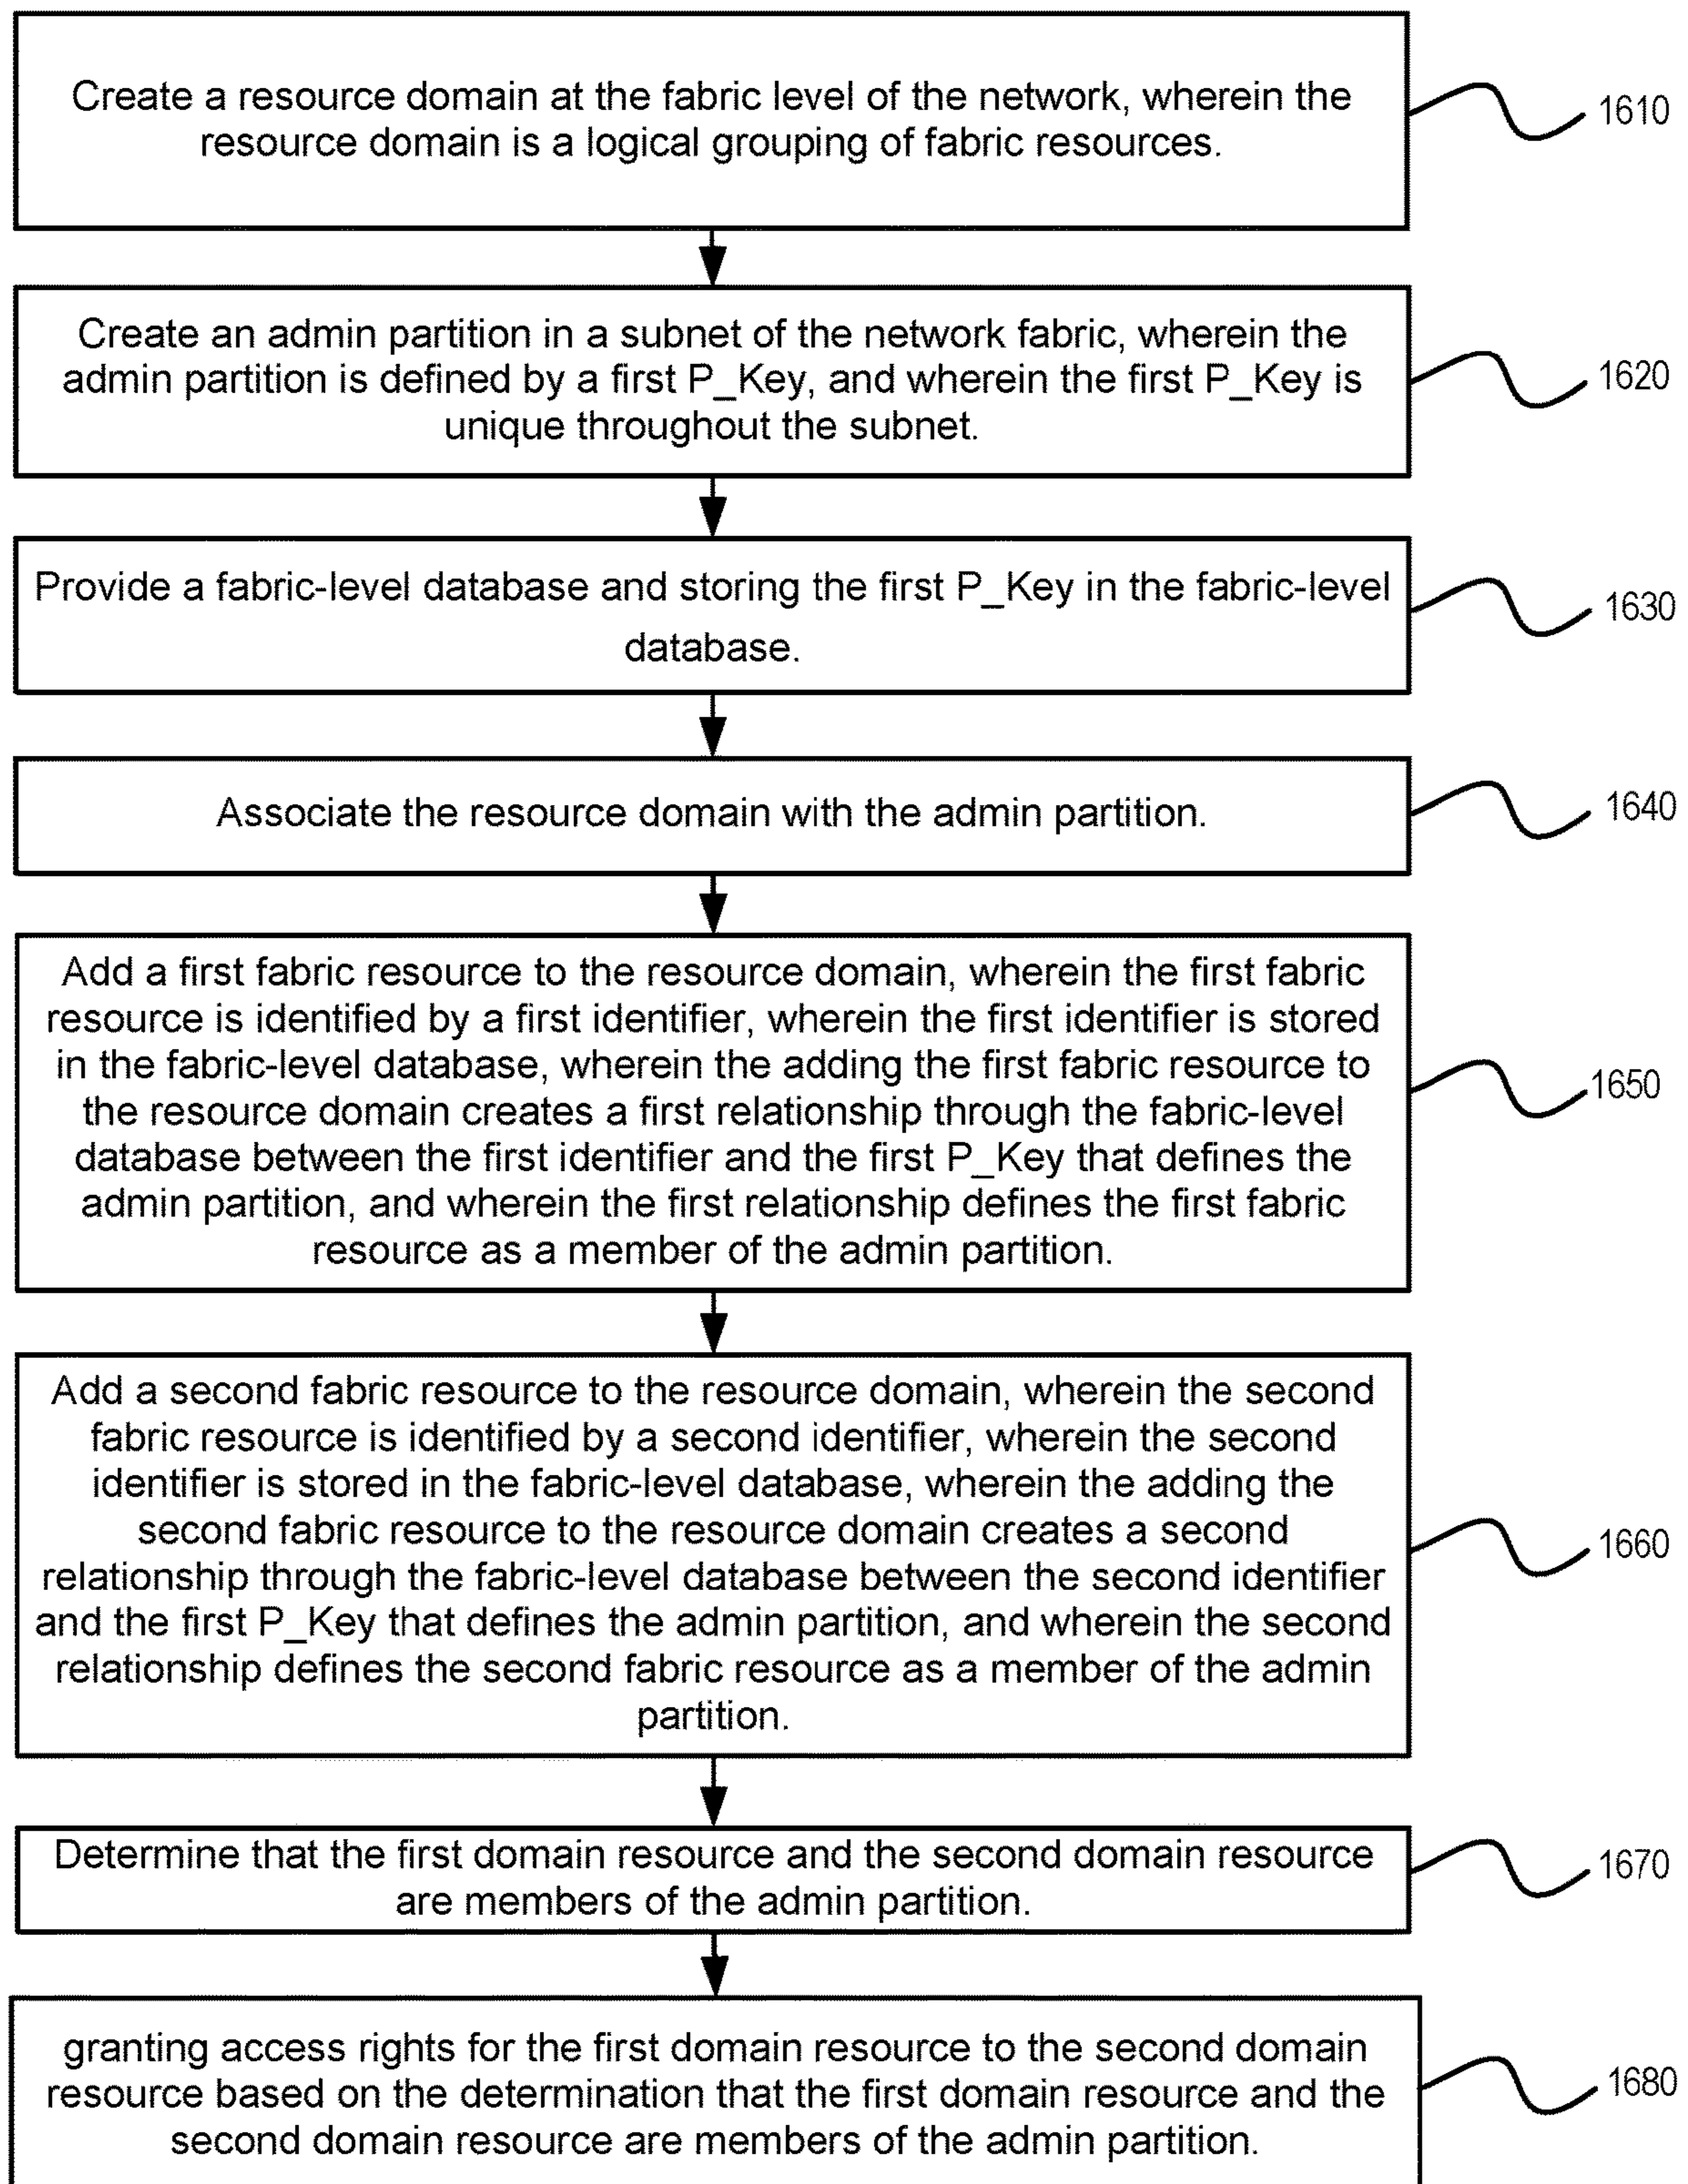 Create a resource domain at the fabric level of the network, wherein the
resource domain is a logical grouping of fabric resources.
1610
Create an admin partition in a subnet of the network fabric, wherein the
admin partition is defined by a first P_Key, and wherein the first P_Key is
unique throughout the subnet.
1620
Provide a fabric-level database and storing the first P_Key in the fabric-level
database.
1630
Associate the resource domain with the admin partition.
1640
Add a first fabric resource to the resource domain, wherein the first fabric
resource is identified by a first identifier, wherein the first identifier is stored
in the fabric-level database, wherein the adding the first fabric resource to
the resource domain creates a first relationship through the fabric-level
database between the first identifier and the first P_Key that defines the
admin partition, and wherein the first relationship defines the first fabric
resource as a member of the admin partition.
1650
Add a second fabric resource to the resource domain, wherein the second
fabric resource is identified by a second identifier, wherein the second
identifier is stored in the fabric-level database, wherein the adding the
second fabric resource to the resource domain creates a second
relationship through the fabric-level database between the second identifier
and the first P_Key that defines the admin partition, and wherein the second
relationship defines the second fabric resource as a member of the admin
partition.
1660
Determine that the first domain resource and the second domain resource
are members of the admin partition.
1670
granting access rights for the first domain resource to the second domain
resource based on the determination that the first domain resource and the
second domain resource are members of the admin partition.
1680